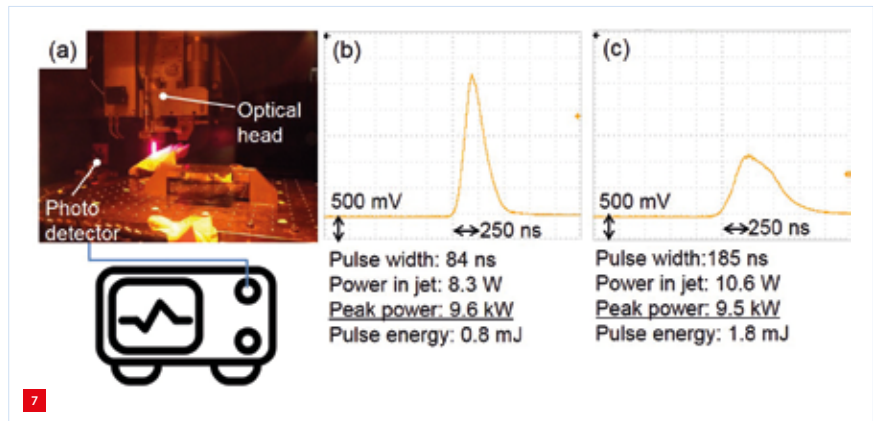 (a)
Optical
head
Photo
detector
(b)
500 mV
250 ns
Pulse width: 84 ns
Power in jet: 8.3 W
Peak power: 9.6 kW
Pulse energy: 0.8 mJ
(c)
500 mV
250 ns
Pulse width:185 ns
Power in jet: 10.6 W
Peak power: 9.5 kW
Pulse energy: 1.8 mJ
7